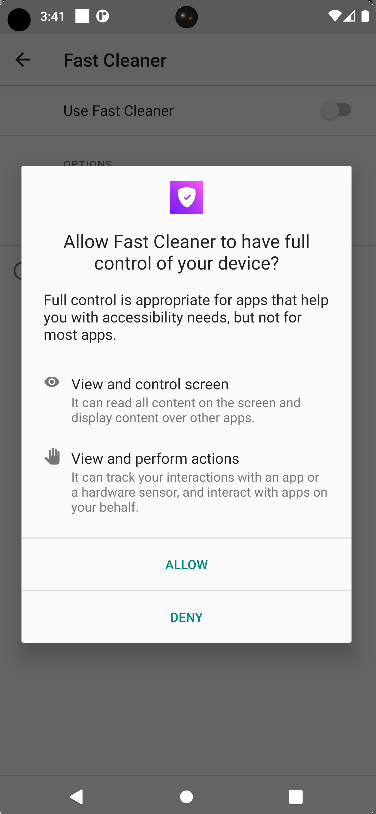 3:41
Fast Cleaner
Use Fast Cleaner
OPTIONS
Allow Fast Cleaner to have full
control of your device?
Full control is appropriate for apps that help
you with accessibility needs, but not for
most apps.
View and control screen
It can read all content on the screen and
display content over other apps.
View and perform actions
It can track your interactions with an app or
a hardware sensor, and interact with apps on
your behalf.
ALLOW
DENY